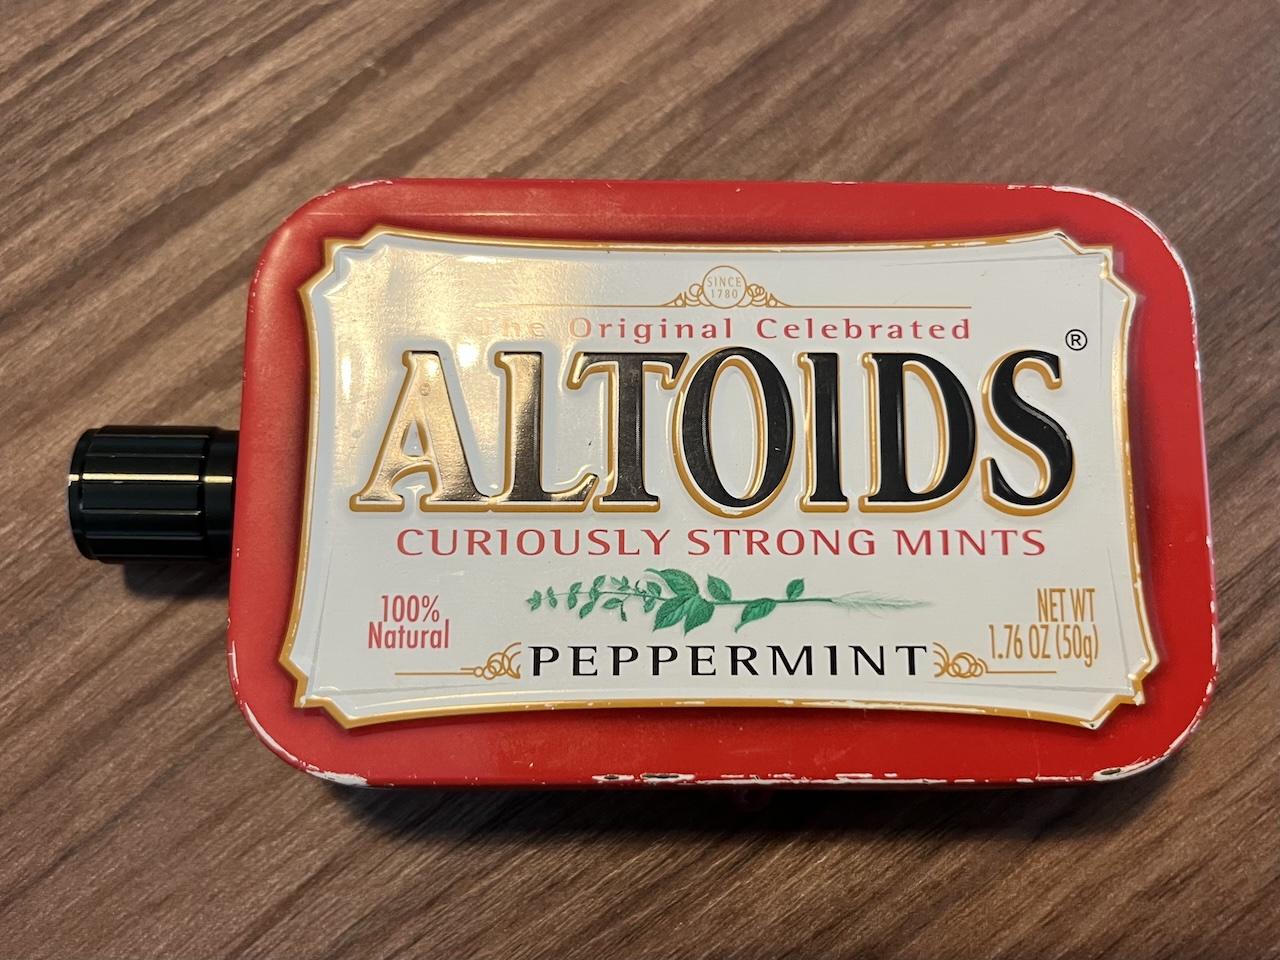 SINCE
1780
The Original Celebrated
ALTOIDS®
CURIOUSLY STRONG MINTS
100%
Natural
PEPPERMINT
NET WT
1.76 OZ (50g)